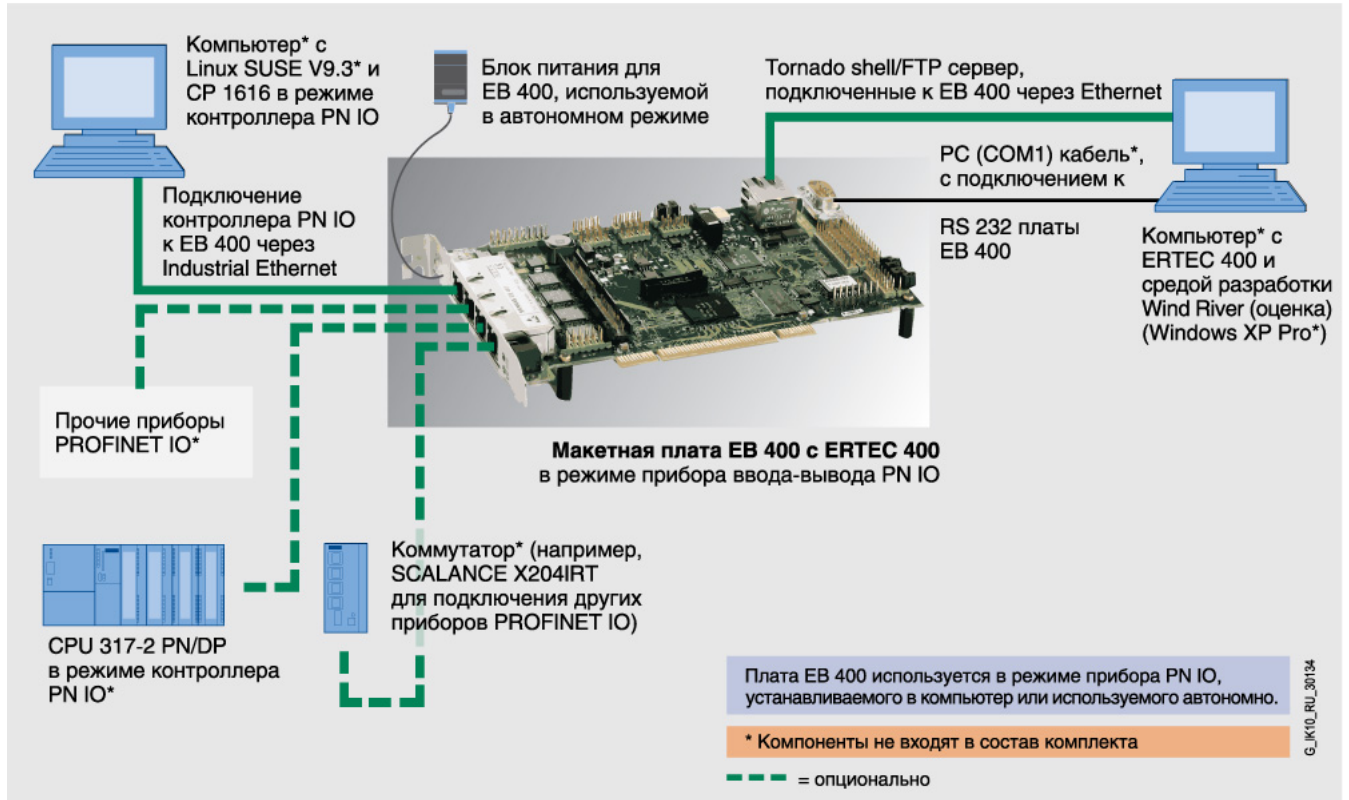 Компьютер* с
Linux SUSE V9.3* и
CP 1616 в режиме
контроллера PN IO
Блок питания для
EB 400, используемой
в автономном режиме
Tornado shell/FTP сервер,
подключенные к EB 400 через Ethernet
PC (COM1) кабель*,
с подключением к
RS 232 платы
EB 400
Подключение
контроллера PN IO
к EB 400 через
Industrial Ethernet
Компьютер* с
ERTEC 400 и
средой разработки
Wind River (оценка)
(Windows XP Pro*)
Прочие приборы
PROFINET IO*
Макетная плата EB 400 с ERTEC 400
в режиме прибора ввода-вывода PN IO
Коммутатор* (например,
SCALANCE X204IRT
для подключения других
приборов PROFINET IO)
CPU 317-2 PN/DP
в режиме контроллера
PN IO*
Плата EB 400 используется в режиме прибора PN IO,
устанавливаемого в компьютер или используемого автономно.
* Компоненты не входят в состав комплекта
= опционально
G_IK10_RU_30134